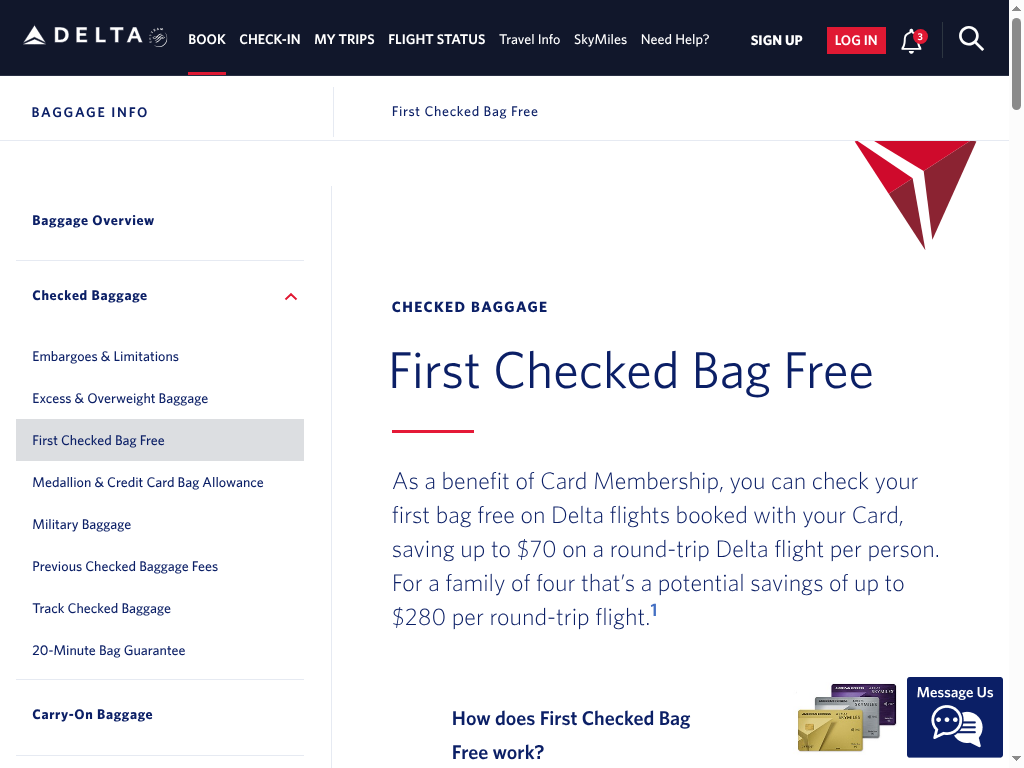 DELTA
BOOK CHECK-IN MY TRIPS FLIGHT STATUS Travel Info SkyMiles Need Help? SIGN UP LOG IN 3
BAGGAGE INFO
First Checked Bag Free
Baggage Overview
Checked Baggage
Embargoes & Limitations
Excess & Overweight Baggage
First Checked Bag Free
Medallion & Credit Card Bag Allowance
Military Baggage
Previous Checked Baggage Fees
Track Checked Baggage
20-Minute Bag Guarantee
Carry-On Baggage
CHECKED BAGGAGE
First Checked Bag Free
As a benefit of Card Membership, you can check your
first bag free on Delta flights booked with your Card,
saving up to $70 on a round-trip Delta flight per person.
For a family of four that’s a potential savings of up to
$280 per round-trip flight.1
How does First Checked Bag
Free work?
Message Us